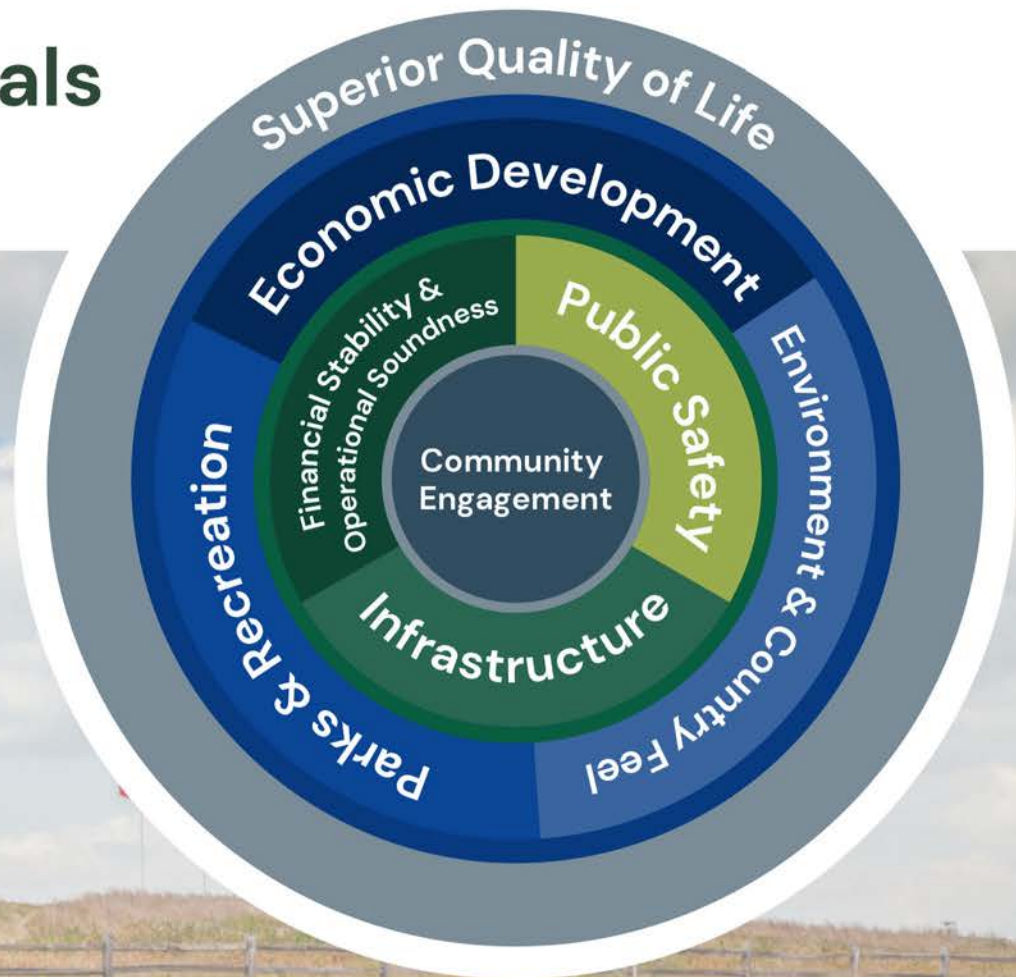 als
Superior Quality of Life
Economic Development
Financial Stability &
Operational Soundness
Public Safety
Community
Engagement
Infrastructure
Environment & Country Feel
Parks & Recreation